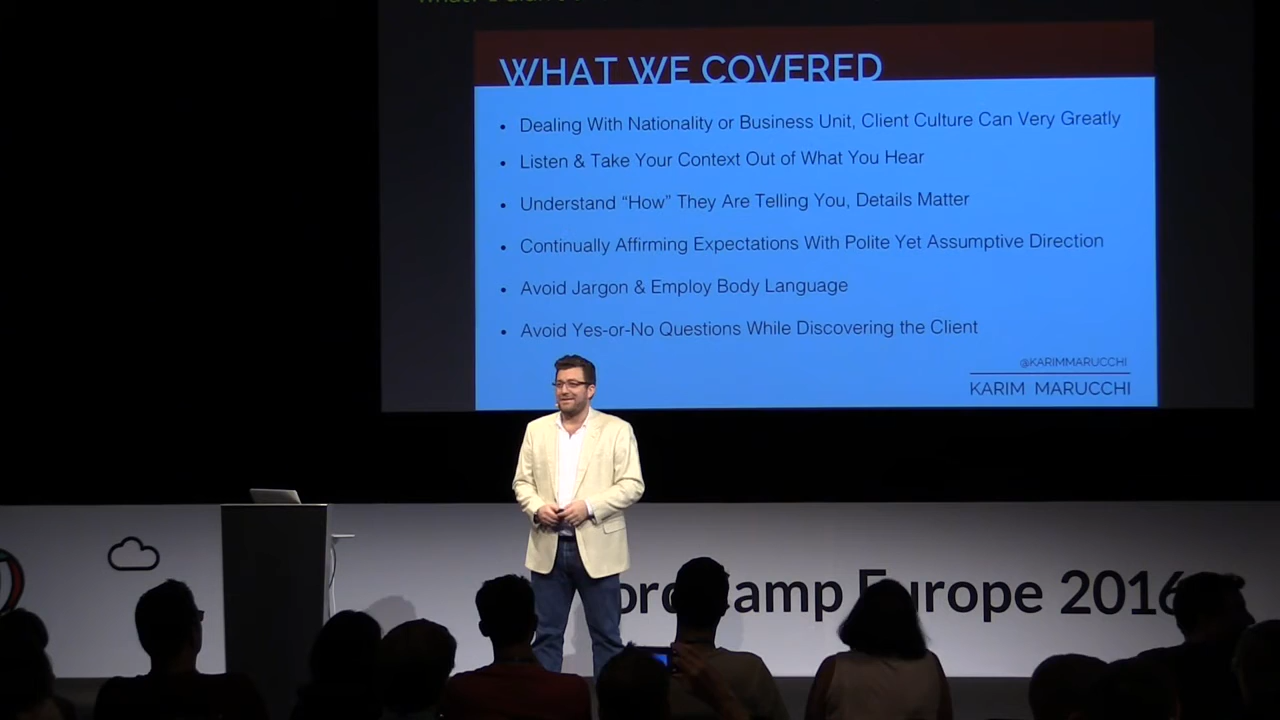 WHAT WE COVERED
• Dealing With Nationality or Business Unit, Client Culture Can Very Greatly
• Listen & Take Your Context Out of What You Hear
• Understand “How” They Are Telling You, Details Matter
• Continually Affirming Expectations With Polite Yet Assumptive Direction
• Avoid Jargon & Employ Body Language
• Avoid Yes-or-No Questions While Discovering the Client
@KARIMMARUCCHI
KARIM MARUCCHI
Europe 2016